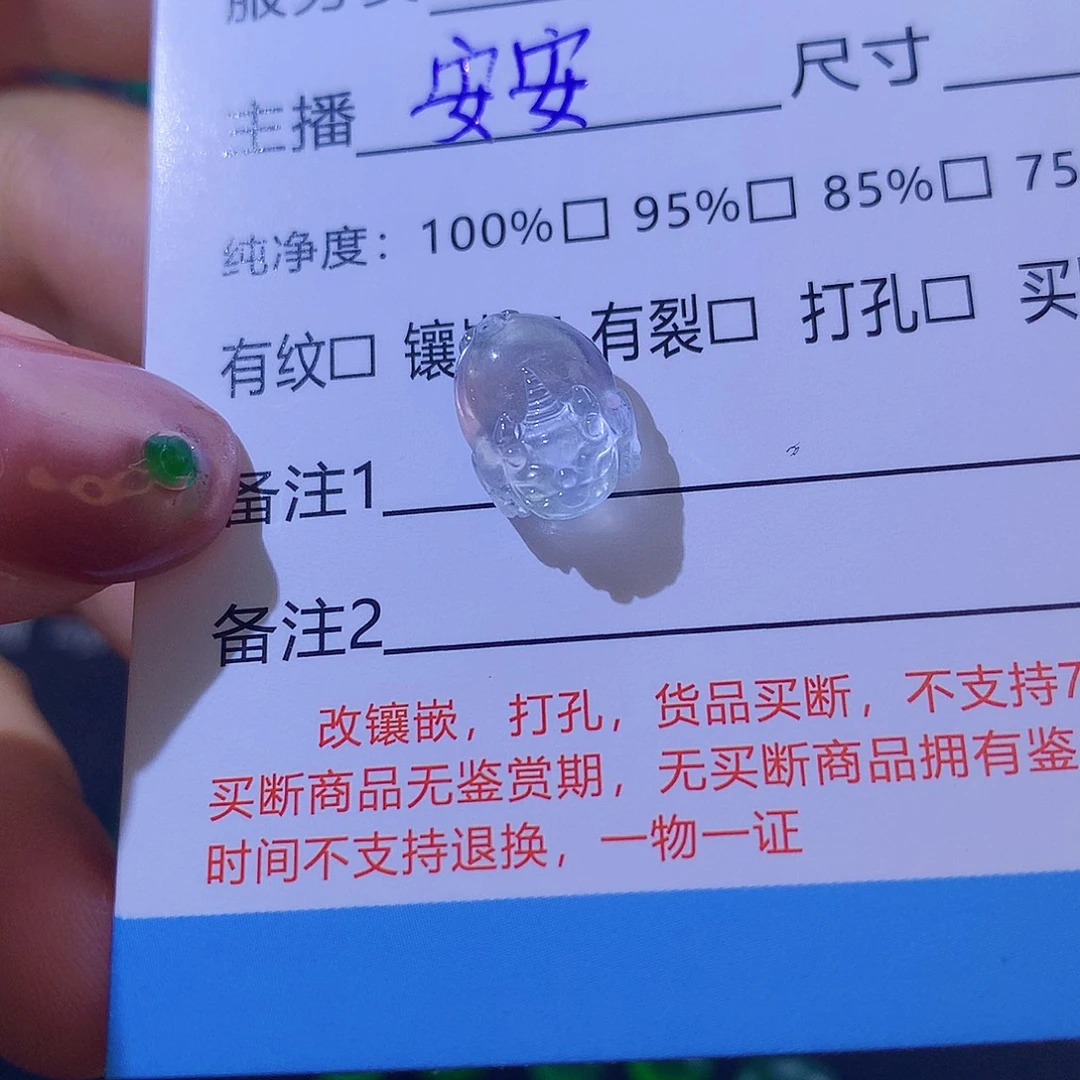 主播 安安 尺寸
纯净度： 100%□ 95%□ 85%□ 75
有纹□ 镶 有裂□ 打孔□ 买
备注1
备注2
改镶嵌，打孔，货品买断，不支持7
买断商品无鉴赏期，无买断商品拥有鉴
时间不支持退换，一物一证